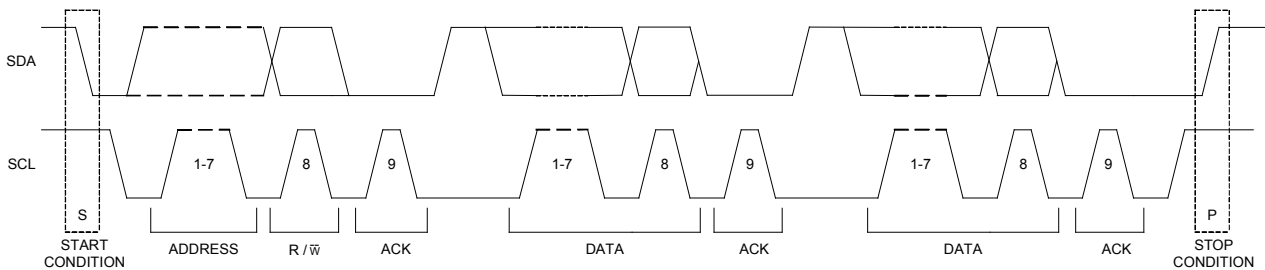 SDA
SCL
1-7
8
9
1-7
8
9
1-7
8
9
S
P
START
CONDITION
ADDRESS
R / W̅
ACK
DATA
ACK
DATA
ACK
STOP
CONDITION